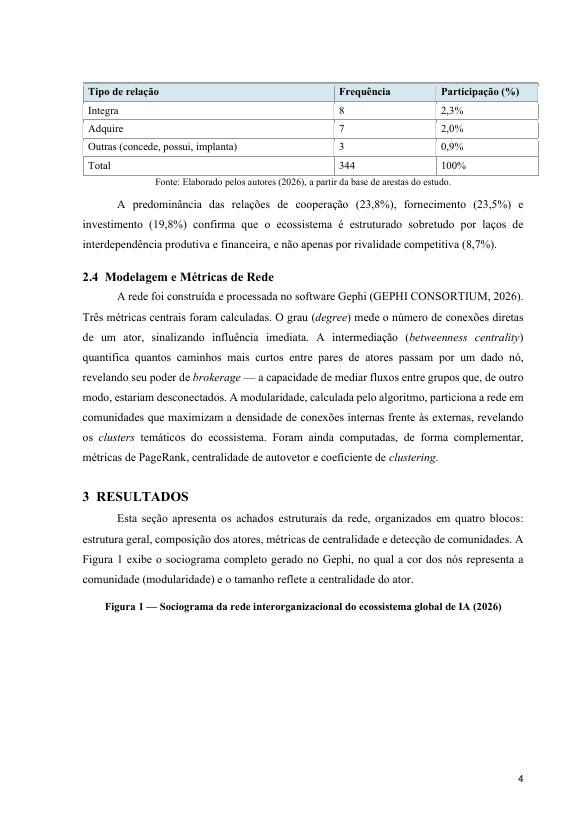 Tipo de relação Frequência Participação (%)
Integra 8 2,3%
Adquire 7 2,0%
Outras (concede, possui, implanta) 3 0,9%
Total 344 100%
Fonte: Elaborado pelos autores (2026), a partir da base de arestas do estudo.
A predominância das relações de cooperação (23,8%), fornecimento (23,5%) e
investimento (19,8%) confirma que o ecossistema é estruturado sobretudo por laços de
interdependência produtiva e financeira, e não apenas por rivalidade competitiva (8,7%).
2.4 Modelagem e Métricas de Rede
A rede foi construída e processada no software Gephi (GEPHI CONSORTIUM, 2026).
Três métricas centrais foram calculadas. O grau (degree) mede o número de conexões diretas
de um ator, sinalizando influência imediata. A intermediação (betweenness centrality)
quantifica quantos caminhos mais curtos entre pares de atores passam por um dado nó,
revelando seu poder de brokerage — a capacidade de mediar fluxos entre grupos que, de outro
modo, estariam desconectados. A modularidade, calculada pelo algoritmo, particiona a rede em
comunidades que maximizam a densidade de conexões internas frente às externas, revelando
os clusters temáticos do ecossistema. Foram ainda computadas, de forma complementar,
métricas de PageRank, centralidade de autovetor e coeficiente de clustering.
3 RESULTADOS
Esta seção apresenta os achados estruturais da rede, organizados em quatro blocos:
estrutura geral, composição dos atores, métricas de centralidade e detecção de comunidades. A
Figura 1 exibe o sociograma completo gerado no Gephi, no qual a cor dos nós representa a
comunidade (modularidade) e o tamanho reflete a centralidade do ator.
Figura 1 — Sociograma da rede interorganizacional do ecossistema global de IA (2026)
4